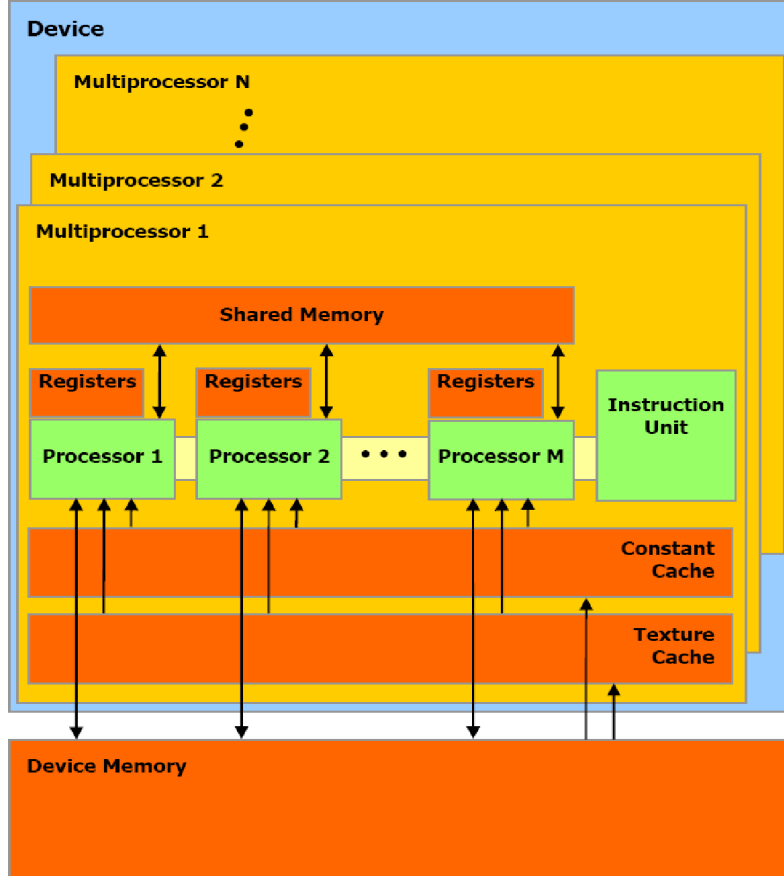 Device
Multiprocessor N
Multiprocessor 2
Multiprocessor 1
Shared Memory
Registers
Registers
Registers
Instruction
Unit
Processor 1
Processor 2
Processor M
Constant
Cache
Texture
Cache
Device Memory